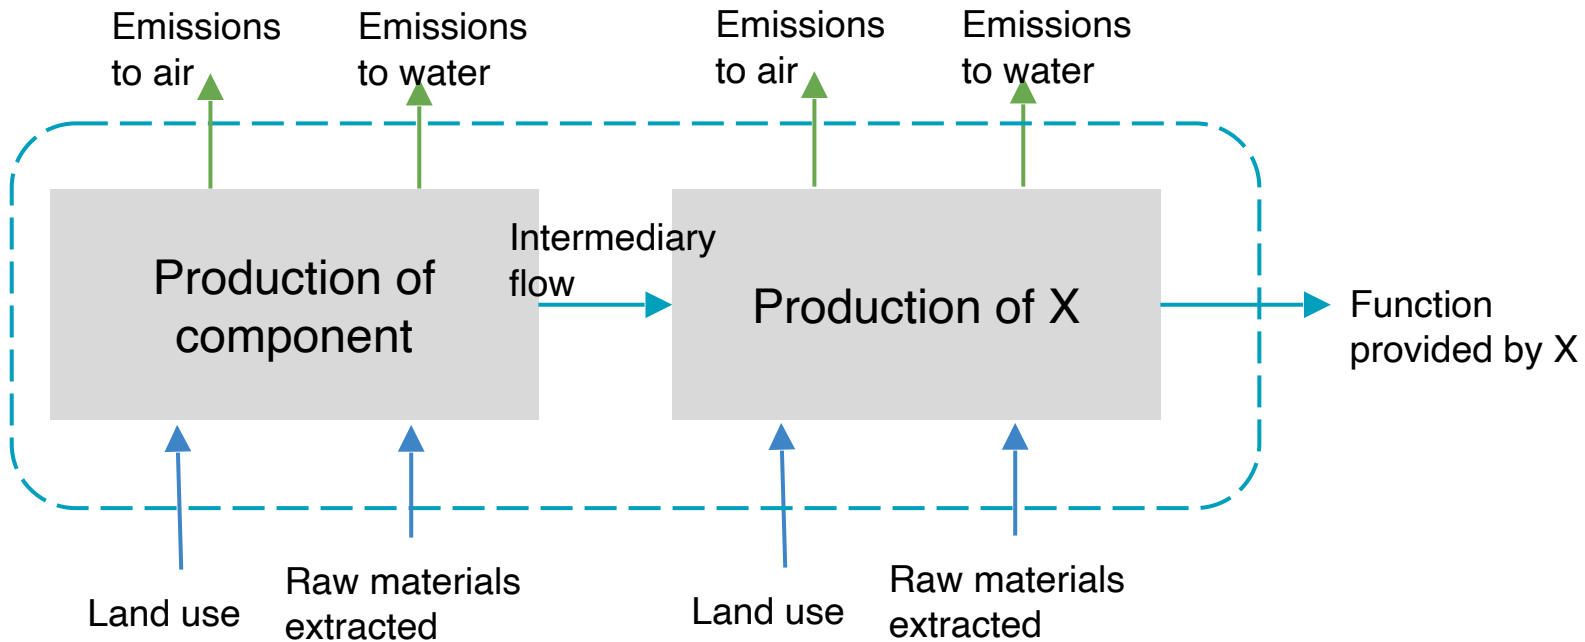 Emissions
to air
Emissions
to water
Emissions
to air
Emissions
to water
Production of
component
Intermediary
flow
Production of X
Function
provided by X
Land use
Raw materials
extracted
Land use
Raw materials
extracted